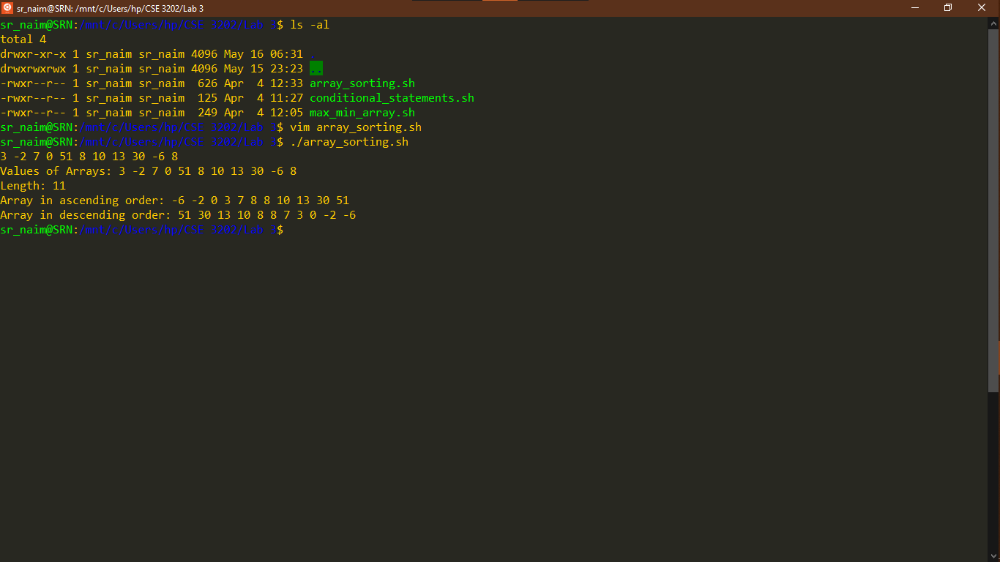 sr_naim@SRN: /mnt/c/Users/hp/CSE 3202/Lab 3
sr_naim@SRN:/mnt/c/Users/hp/CSE 3202/Lab 3$ ls -al
total 4
drwxr-xr-x 1 sr_naim sr_naim 4096 May 16 06:31 .
drwxrwxrwx 1 sr_naim sr_naim 4096 May 15 23:23 ..
-rwxr--r-- 1 sr_naim sr_naim  626 Apr  4 12:33 array_sorting.sh
-rwxr--r-- 1 sr_naim sr_naim  125 Apr  4 11:27 conditional_statements.sh
-rwxr--r-- 1 sr_naim sr_naim  249 Apr  4 12:05 max_min_array.sh
sr_naim@SRN:/mnt/c/Users/hp/CSE 3202/Lab 3$ vim array_sorting.sh
sr_naim@SRN:/mnt/c/Users/hp/CSE 3202/Lab 3$ ./array_sorting.sh
3 -2 7 0 51 8 10 13 30 -6 8
Values of Arrays: 3 -2 7 0 51 8 10 13 30 -6 8
Length: 11
Array in ascending order: -6 -2 0 3 7 8 8 10 13 30 51
Array in descending order: 51 30 13 10 8 8 7 3 0 -2 -6
sr_naim@SRN:/mnt/c/Users/hp/CSE 3202/Lab 3$